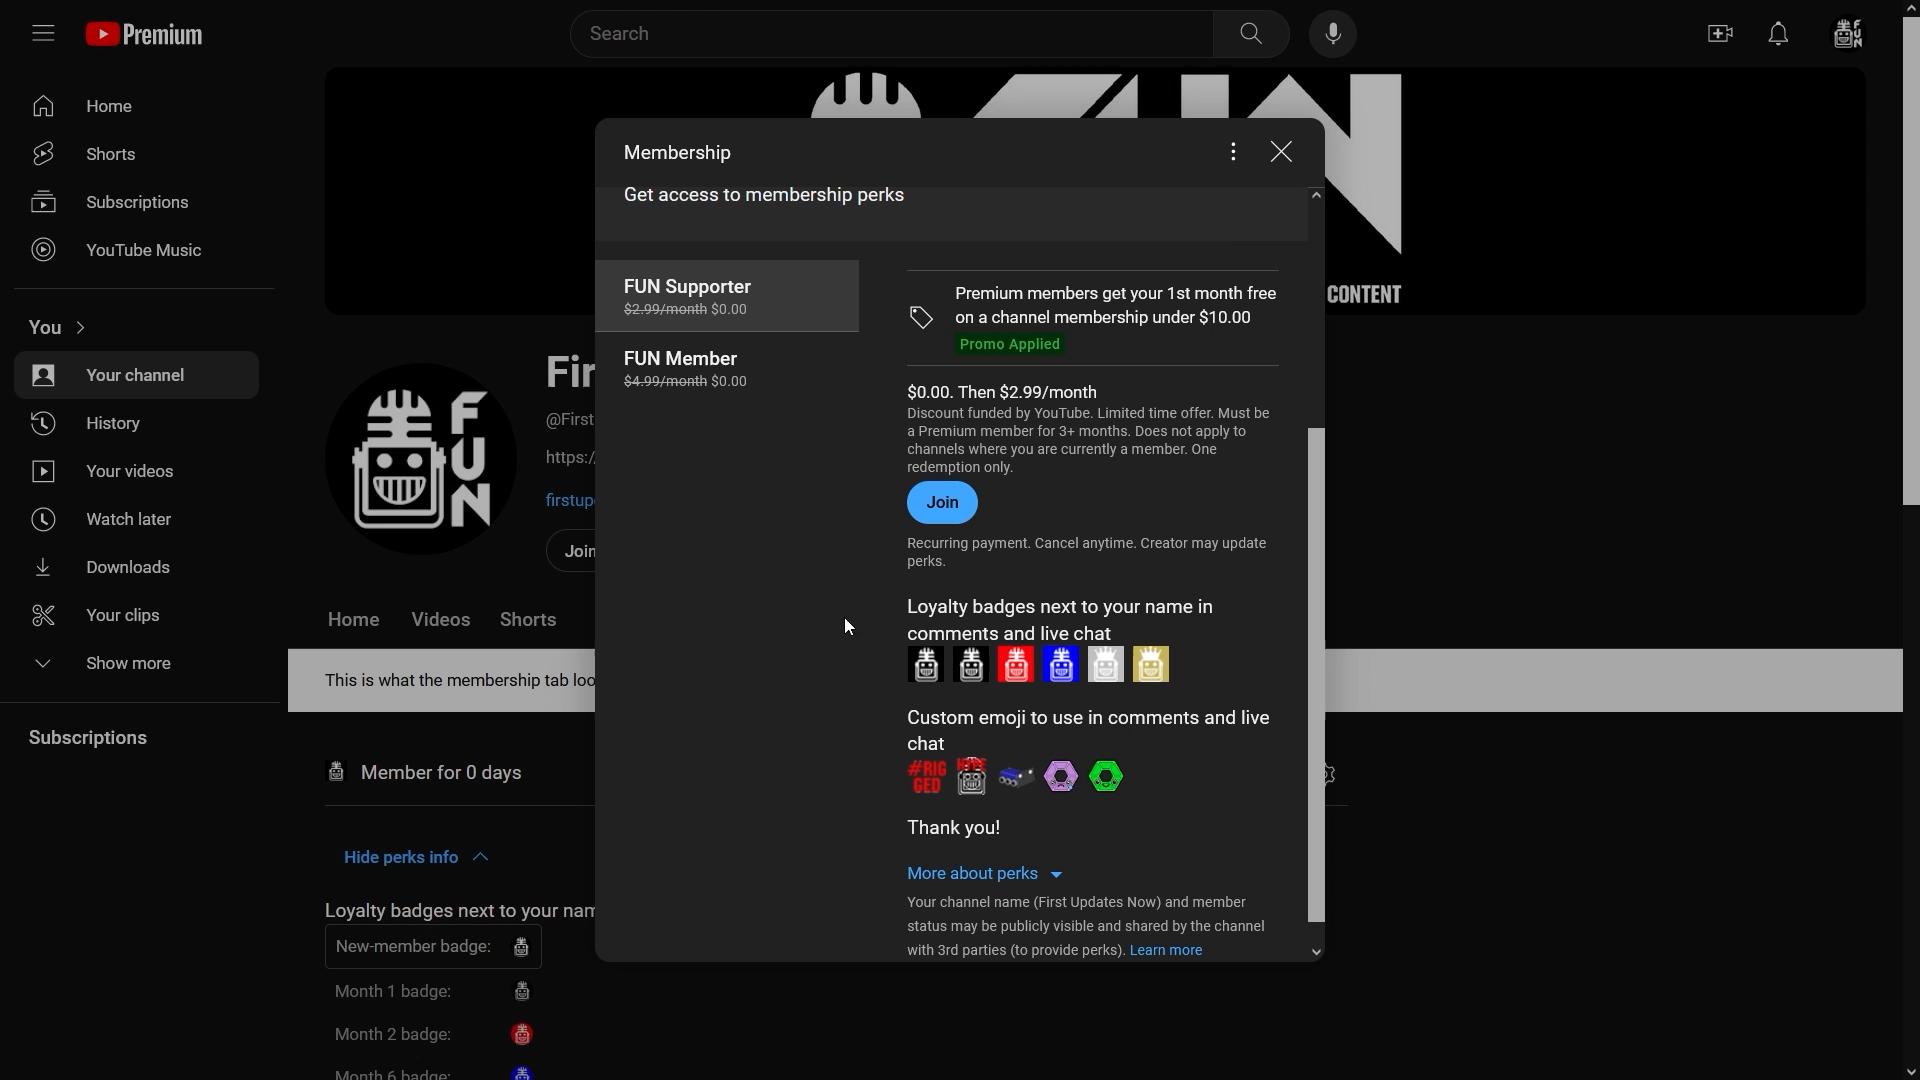 Premium
Search
FUN
Home
Shorts
Subscriptions
YouTube Music
You
Your channel
History
Your videos
Watch later
Downloads
Your clips
Show more
Subscriptions
CONTENT
FUN
Fir
@First
https:/
firstup
Join
Home Videos Shorts
This is what the membership tab loo
Member for 0 days
Hide perks info
Loyalty badges next to your nam
New-member badge:
Month 1 badge:
Month 2 badge:
Month 6 badge:
Membership
Get access to membership perks
FUN Supporter
$2.99/month $0.00
FUN Member
$4.99/month $0.00
Premium members get your 1st month free
on a channel membership under $10.00
Promo Applied
$0.00. Then $2.99/month
Discount funded by YouTube. Limited time offer. Must be
a Premium member for 3+ months. Does not apply to
channels where you are currently a member. One
redemption only.
Join
Recurring payment. Cancel anytime. Creator may update
perks.
Loyalty badges next to your name in
comments and live chat
Custom emoji to use in comments and live
chat
#RIG
GED
HYPE
Thank you!
More about perks
Your channel name (First Updates Now) and member
status may be publicly visible and shared by the channel
with 3rd parties (to provide perks). Learn more